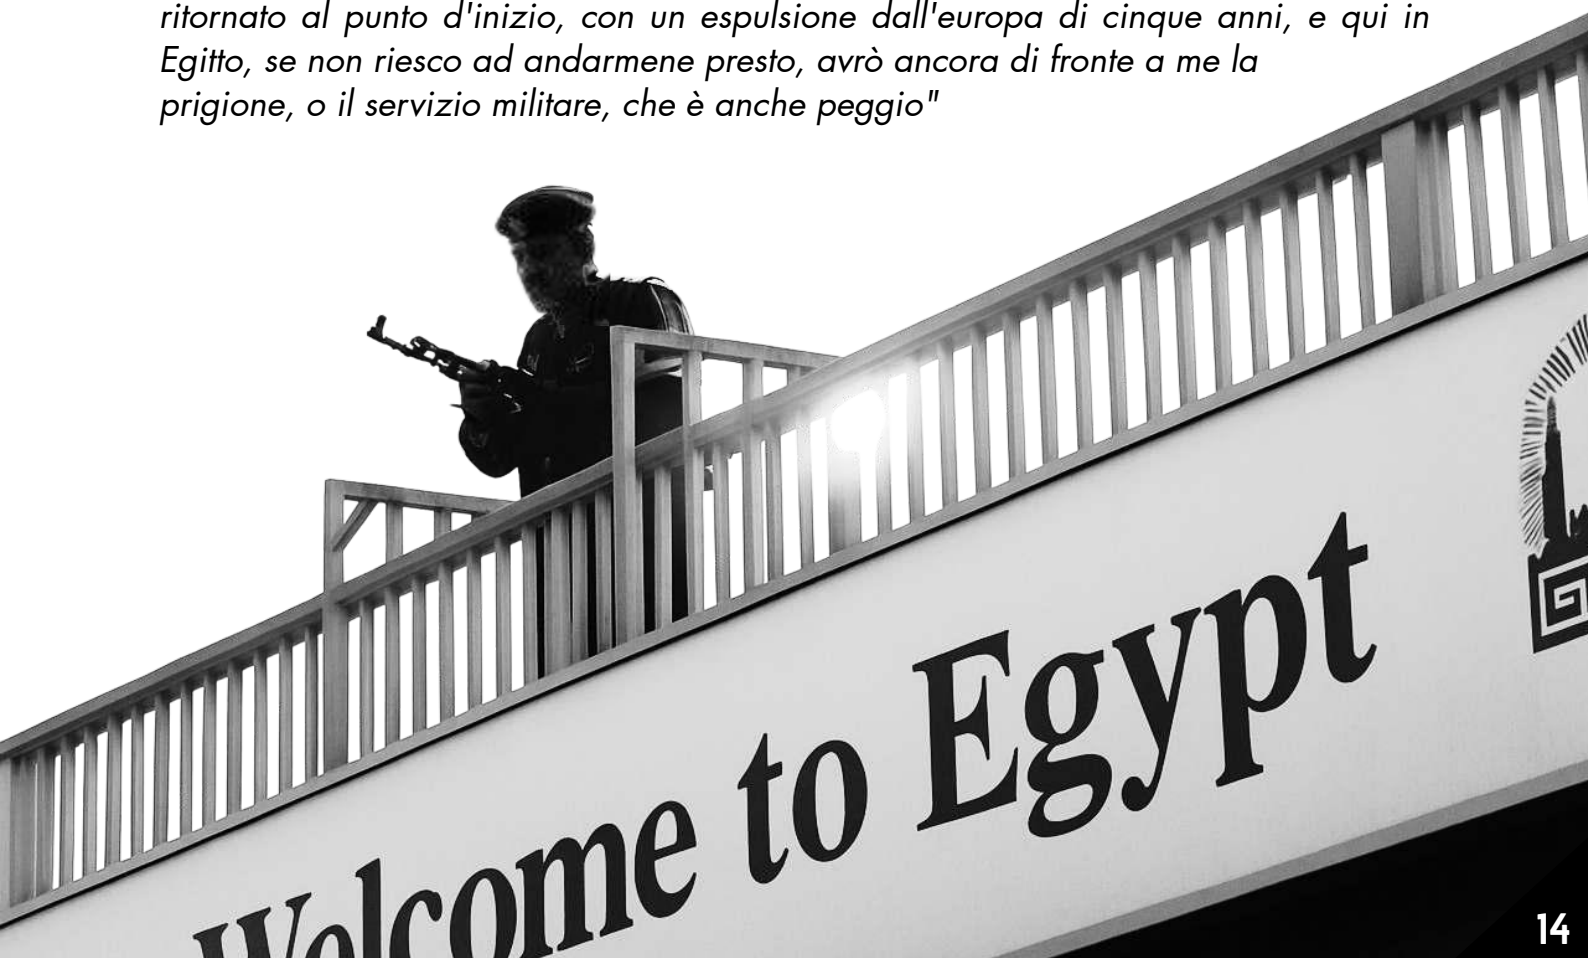 ritornato al punto d'inizio, con un espulsione dall'europa di cinque anni, e qui in
Egitto, se non riesco ad andarmene presto, avrò ancora di fronte a me la
prigione, o il servizio militare, che è anche peggio"
Welcome to Egypt
14